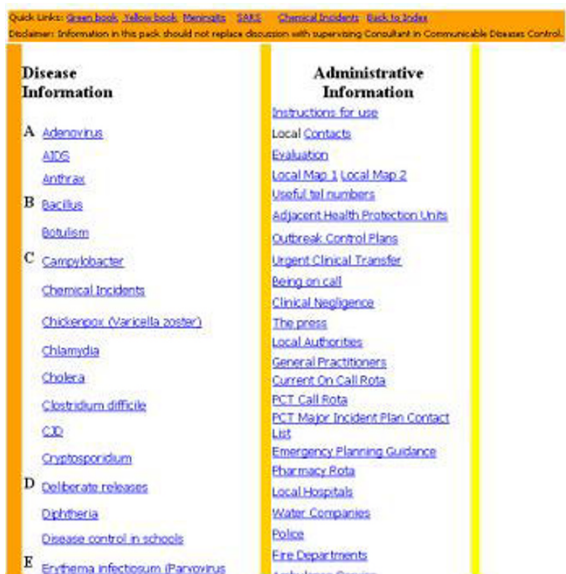 Quick Links: Green book Yellow book Meningitis SARS Chemical Incidents Back to Index
Disclaimer: Information in this pack should not replace discussion with supervising Consultant in Communicable Diseases Control.
Disease
Information
A Adenovirus
AIDS
Anthrax
B Bacillus
Botulism
C Campylobacter
Chemical Incidents
Chickenpox (Varicella zoster)
Chlamydia
Cholera
Clostridium difficile
CJD
Cryptosporidium
D Deliberate releases
Diphtheria
Disease control in schools
E Erythema infectiosum (Parvovirus
Administrative
Information
Instructions for use
Local Contacts
Evaluation
Local Map 1 Local Map 2
Useful tel numbers
Adjacent Health Protection Units
Outbreak Control Plans
Urgent Clinical Transfer
Being on call
Clinical Negligence
The press
Local Authorities
General Practitioners
Current On Call Rota
PCT Call Rota
PCT Major Incident Plan Contact
List
Emergency Planning Guidance
Pharmacy Rota
Local Hospitals
Water Companies
Police
Fire Departments